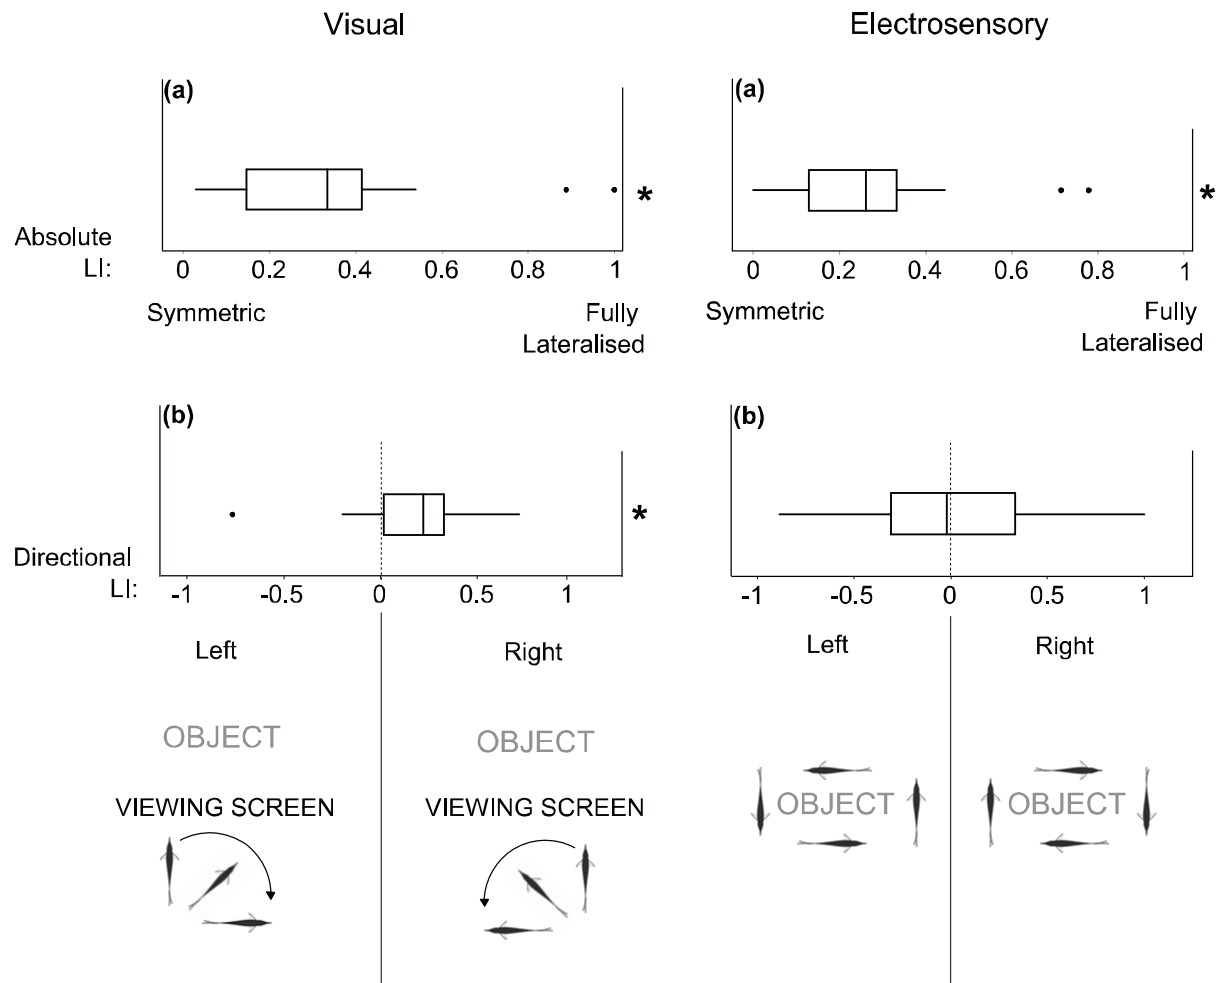 Visual
Electrosensory
(a)
*
Absolute
LI:
0 0.2 0.4 0.6 0.8 1
Symmetric
Fully
Lateralised
(a)
*
0 0.2 0.4 0.6 0.8 1
Symmetric
Fully
Lateralised
(b)
*
Directional
LI:
-1 -0.5 0 0.5 1
Left
Right
(b)
-1 -0.5 0 0.5 1
Left
Right
OBJECT
VIEWING SCREEN
OBJECT
VIEWING SCREEN
OBJECT
OBJECT